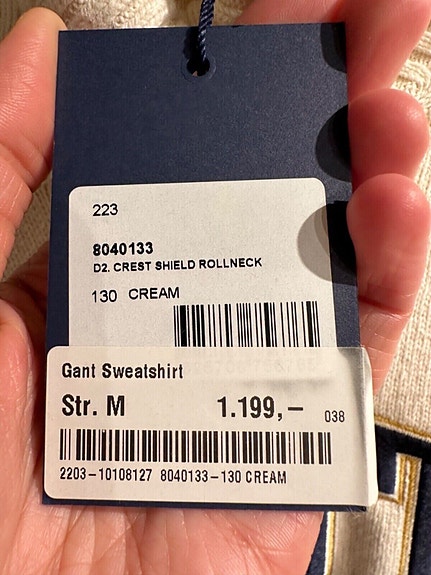 223
8040133
D2. CREST SHIELD ROLLNECK
130 CREAM
Gant Sweatshirt
Str. M 1.199,– 038
2203-10108127 8040133-130 CREAM